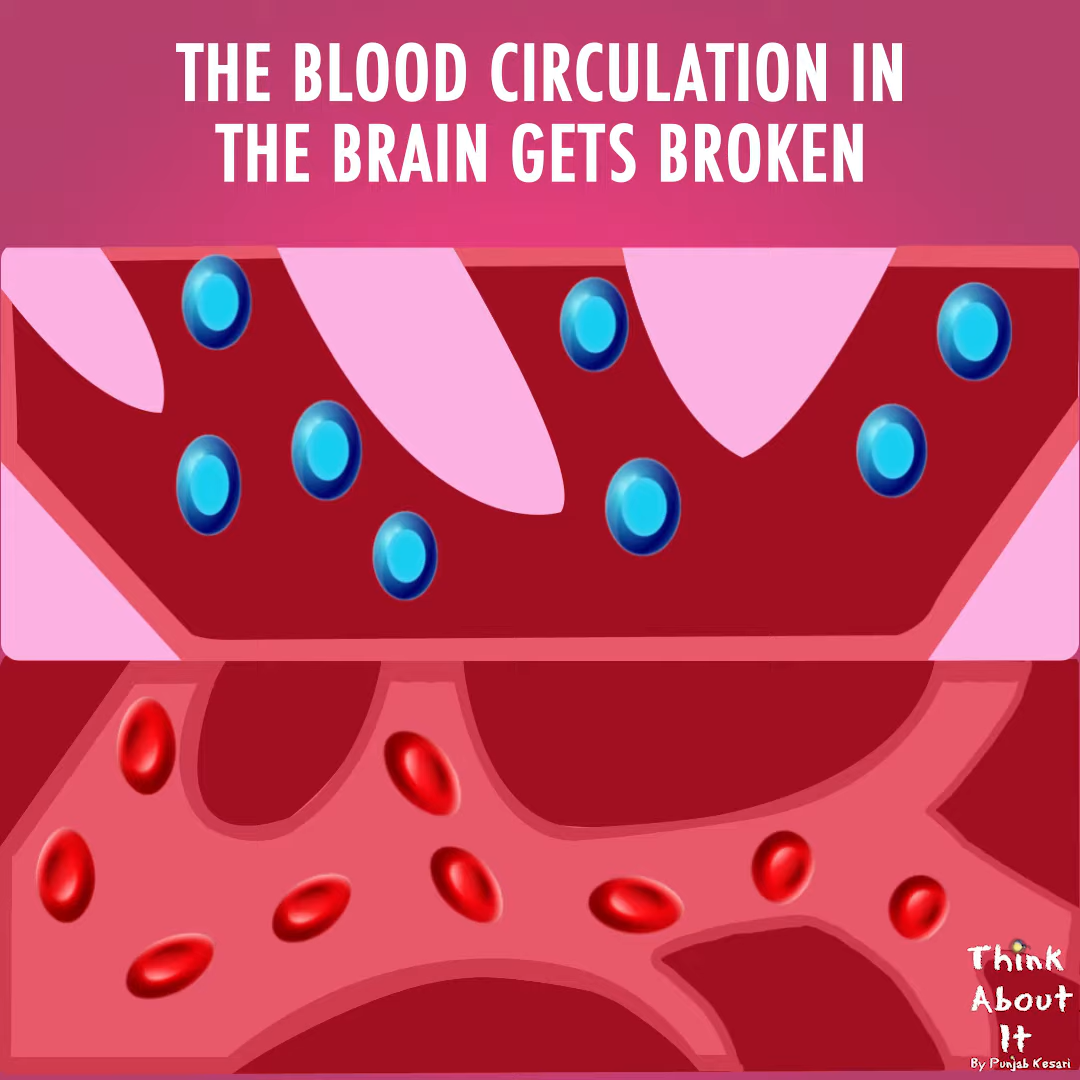 THE BLOOD CIRCULATION IN
THE BRAIN GETS BROKEN
Think
About
It
By Punjab Kesari